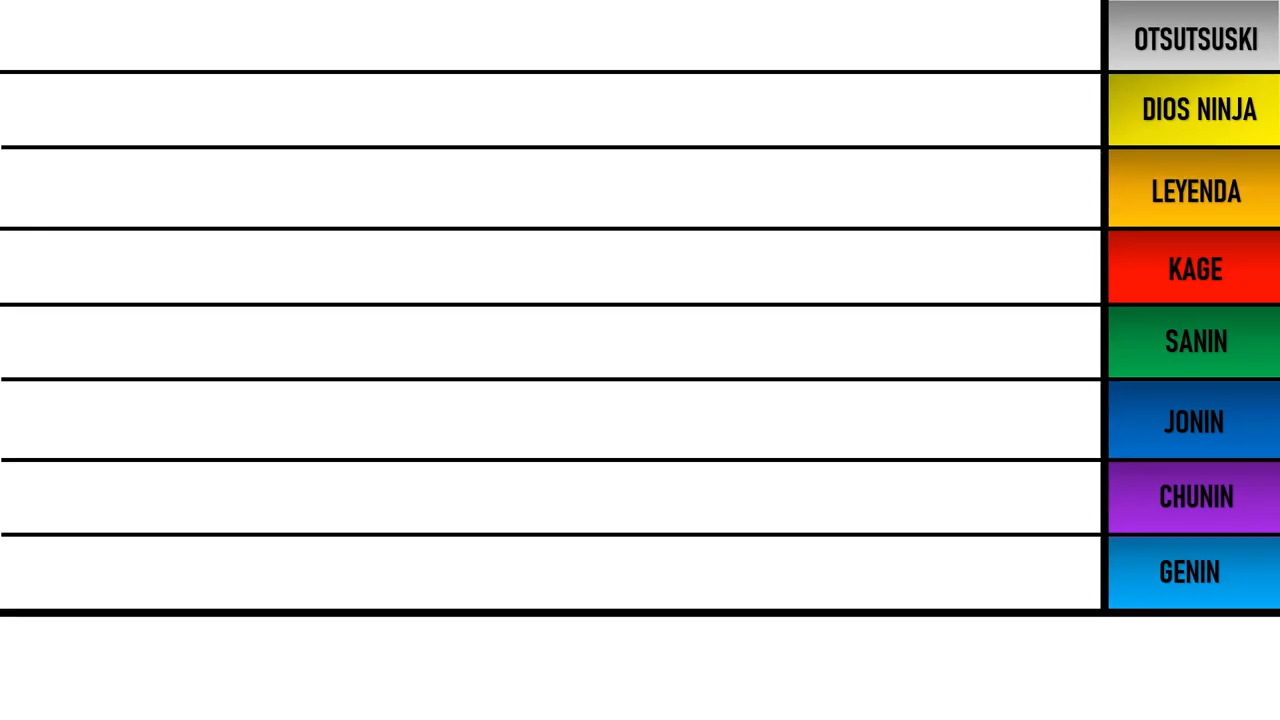 OTSUTSUSKI
DIOS NINJA
LEYENDA
KAGE
SANIN
JONIN
CHUNIN
GENIN